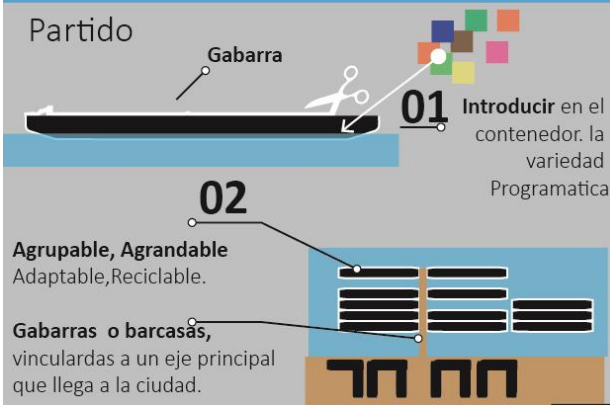 Partido
Gabarra
01
Introducir en el
contenedor. la
variedad
Programatica
02
Agrupable, Agrandable
Adaptable,Reciclable.
Gabarras o barcasas,
vinculardas a un eje principal
que llega a la ciudad.